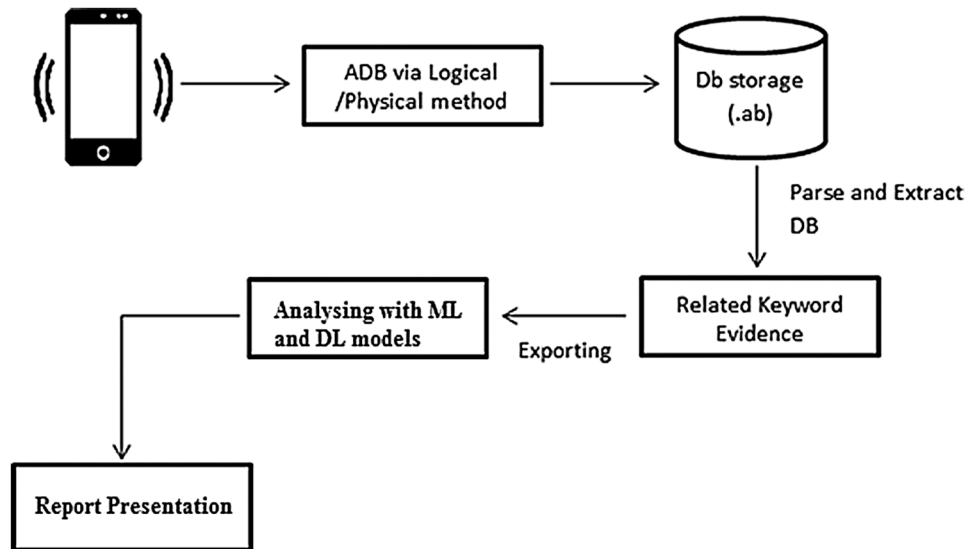 ADB via Logical
/Physical method
Db storage
(.ab)
Parse and Extract
DB
Related Keyword
Evidence
Exporting
Analysing with ML
and DL models
Report Presentation